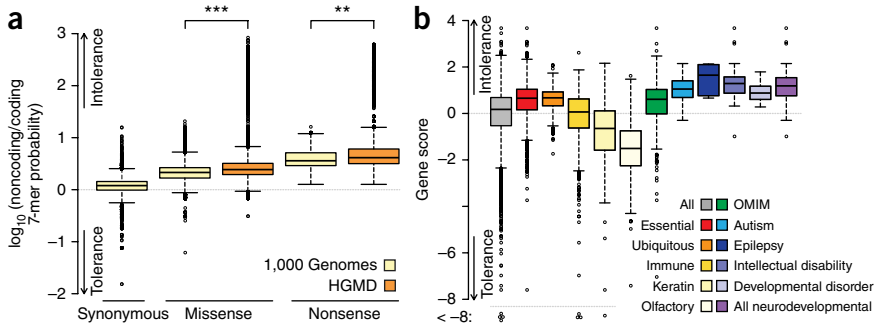 a
***
**
log10 (noncoding/coding
7-mer probability)
Intolerance
Tolerance
3
2
1
0
−1
−2
1,000 Genomes
HGMD
Synonymous
Missense
Nonsense
b
Gene score
Intolerance
Tolerance
4
2
0
−2
−6
−8
< −8:
All
OMIM
Essential
Autism
Ubiquitous
Epilepsy
Immune
Intellectual disability
Keratin
Developmental disorder
Olfactory
All neurodevelopmental